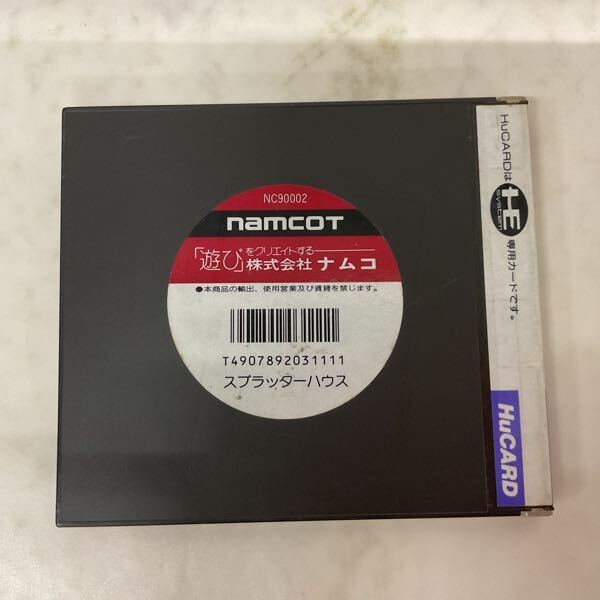 NC90002
namcot
「遊び」をクリエイトする
株式会社ナムコ
●本商品の輸出、使用営業及び賃貸を禁じます。
T4907892031111
スプラッターハウス
HuCARDは HE SYSTEM 専用カードです。
HuCARD